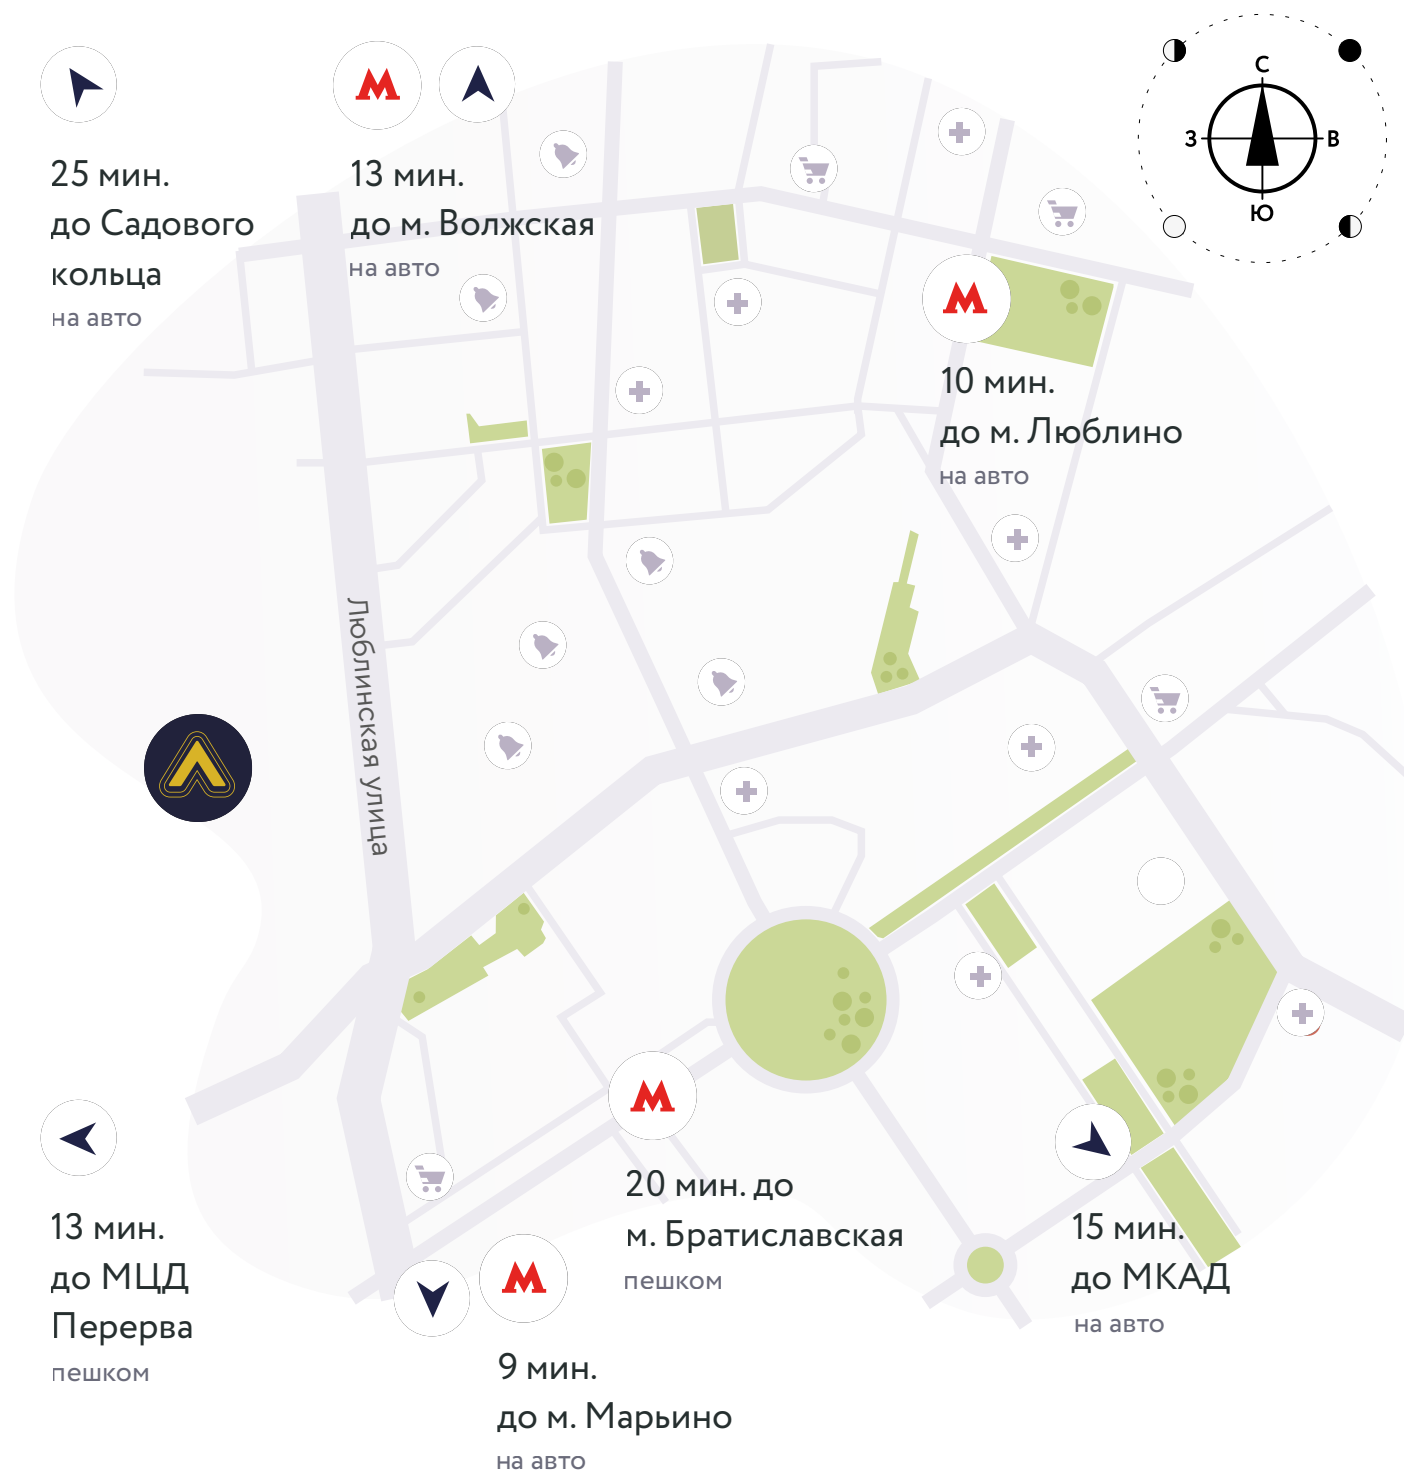 25 мин.
до Садового
кольца
на авто
13 мин.
до м. Волжская
на авто
С
З
В
Ю
10 мин.
до м. Люблино
на авто
Люблинская улица
13 мин.
до МЦД
Перерва
пешком
20 мин. до
м. Братиславская
пешком
15 мин.
до МКАД
на авто
9 мин.
до м. Марьино
на авто